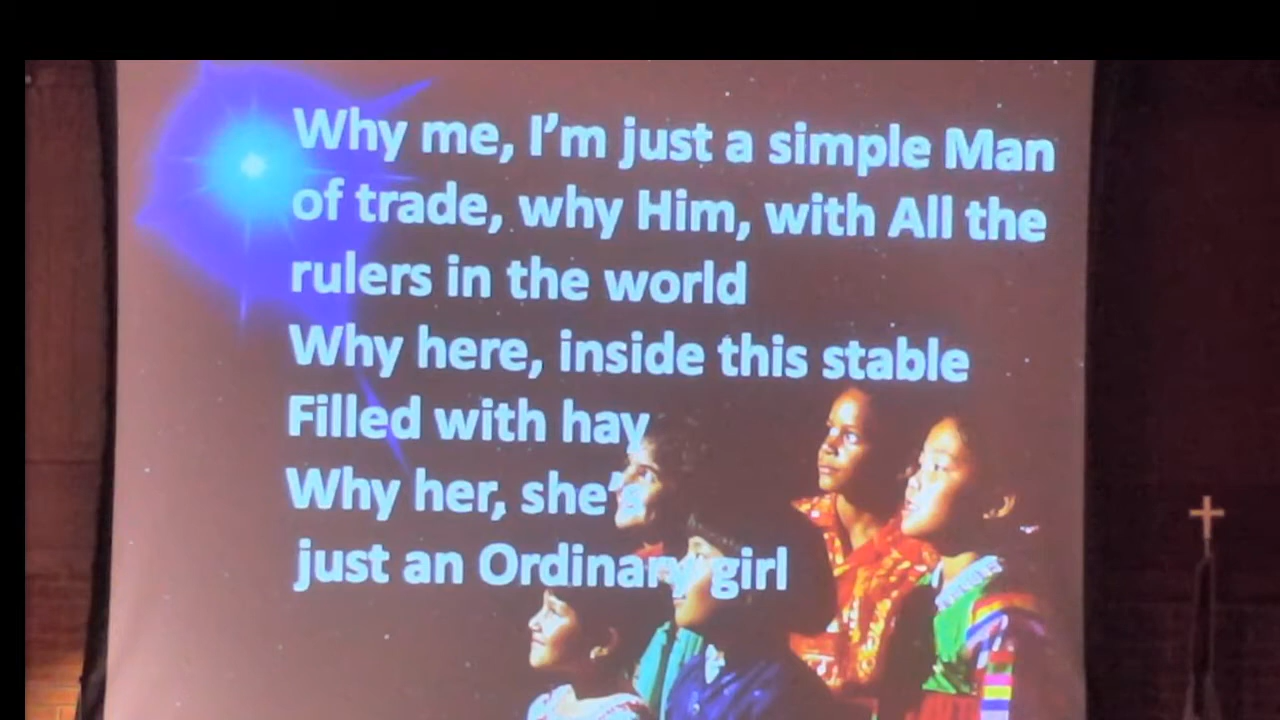 Why me, I'm just a simple Man
of trade, why Him, with All the
rulers in the world
Why here, inside this stable
Filled with hay
Why her, she's
just an Ordinary girl